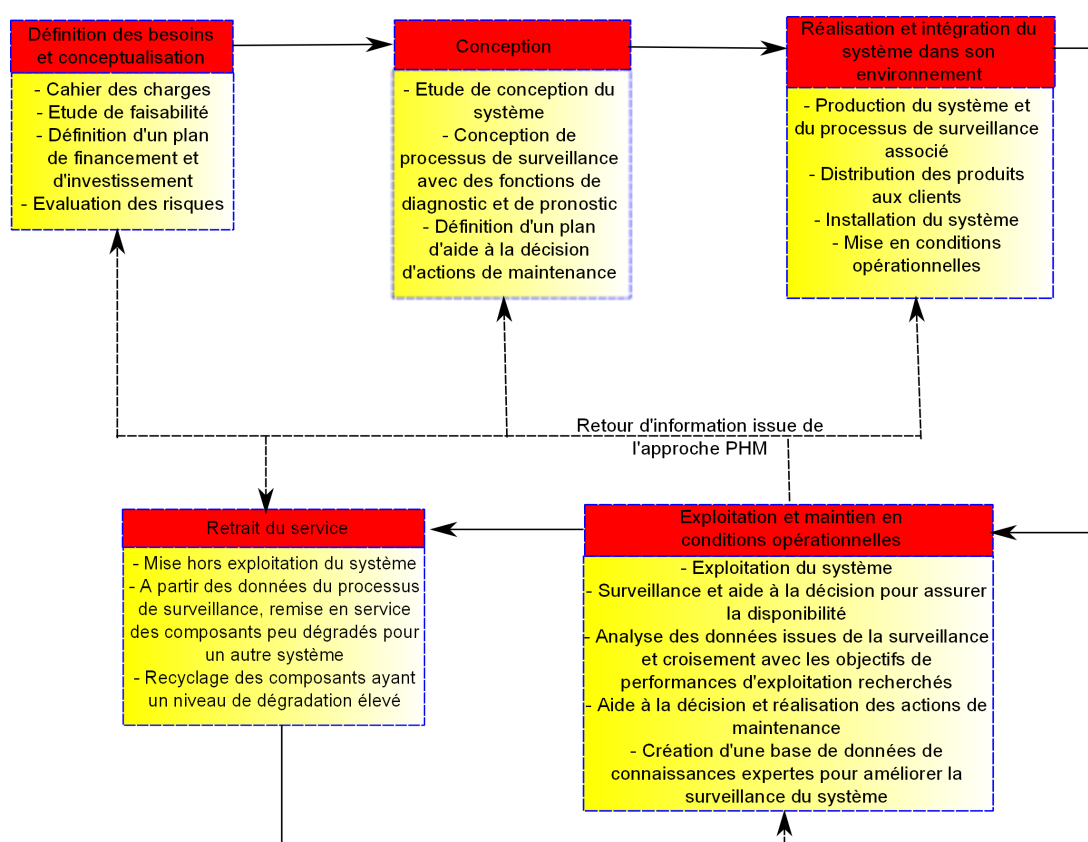 Définition des besoins
et conceptualisation
- Cahier des charges
- Etude de faisabilité
- Définition d'un plan
de financement et
d'investissement
- Evaluation des risques
Conception
- Etude de conception du
système
- Conception de
processus de surveillance
avec des fonctions de
diagnostic et de pronostic
- Définition d'un plan
d'aide à la décision
d'actions de maintenance
Réalisation et intégration du
système dans son
environnement
- Production du système et
du processus de surveillance
associé
- Distribution des produits
aux clients
- Installation du système
- Mise en conditions
opérationnelles
Retour d'information issue de
l'approche PHM
Retrait du service
- Mise hors exploitation du système
- A partir des données du processus
de surveillance, remise en service
des composants peu dégradés pour
un autre système
- Recyclage des composants ayant
un niveau de dégradation élevé
Exploitation et maintien en
conditions opérationnelles
- Exploitation du système
- Surveillance et aide à la décision pour assurer
la disponibilité
- Analyse des données issues de la surveillance
et croisement avec les objectifs de
performances d'exploitation recherchés
- Aide à la décision et réalisation des actions de
maintenance
- Création d'une base de données de
connaissances expertes pour améliorer la
surveillance du système